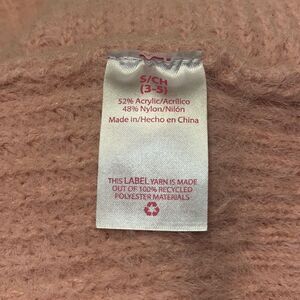 S/CH
(3-5)
52% Acrylic/Acrílico
48% Nylon/Nilón
Made in/Hecho en China
THIS LABEL YARN IS MADE
OUT OF 100% RECYCLED
POLYESTER MATERIALS